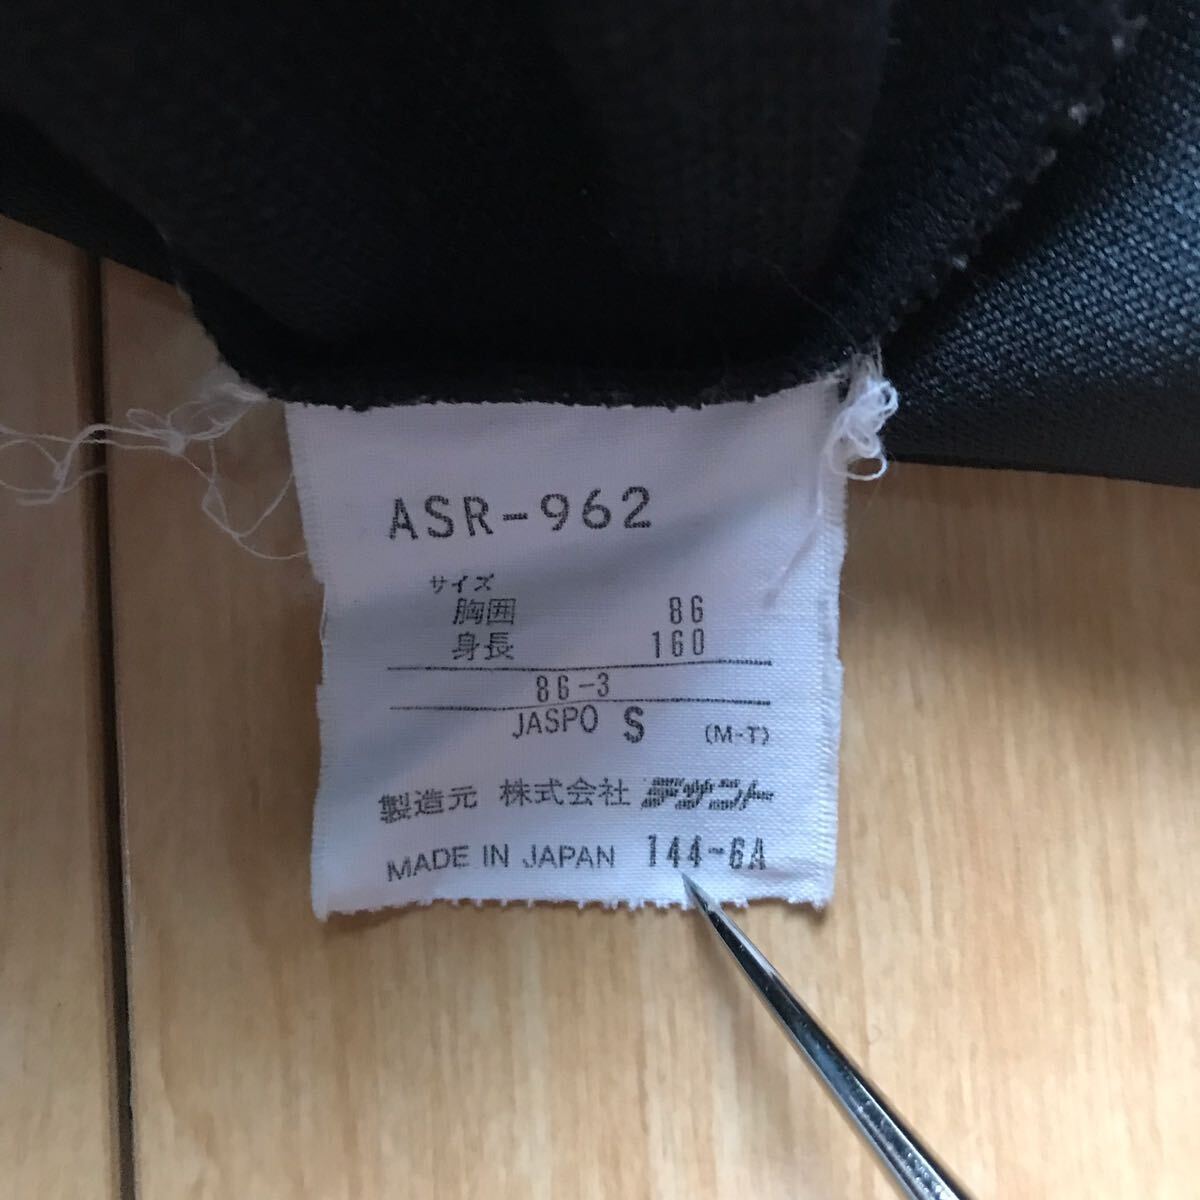 ASR-962
サイズ
胸囲 86
身長 160
86-3
JASPO S (M-T)
製造元 株式会社 デサント
MADE IN JAPAN 144-6A